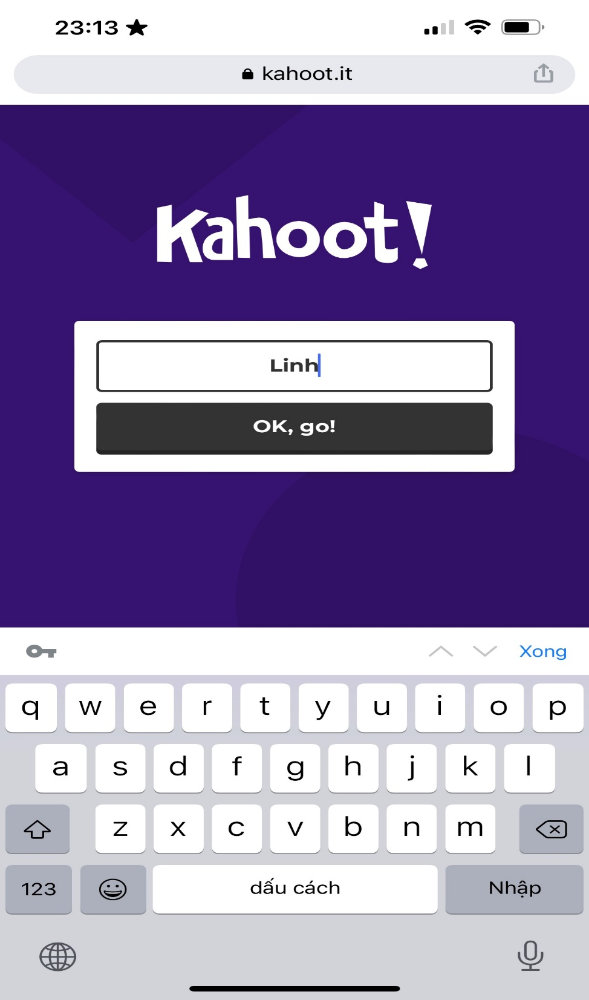 23:13
kahoot.it
Kahoot!
Linh
OK, go!
Xong
q w e r t y u i o p
a s d f g h j k l
z x c v b n m
123 dấu cách Nhập